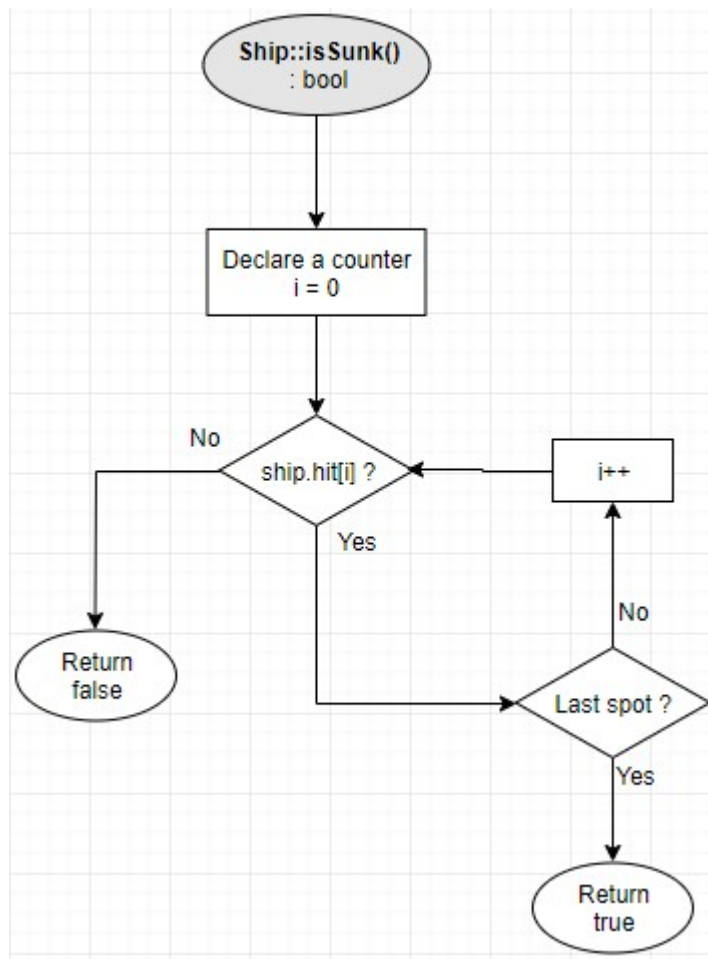 Ship::isSunk()
: bool
Declare a counter
i = 0
No
ship.hit[i] ?
i++
Yes
No
Return
false
Last spot ?
Yes
Return
true